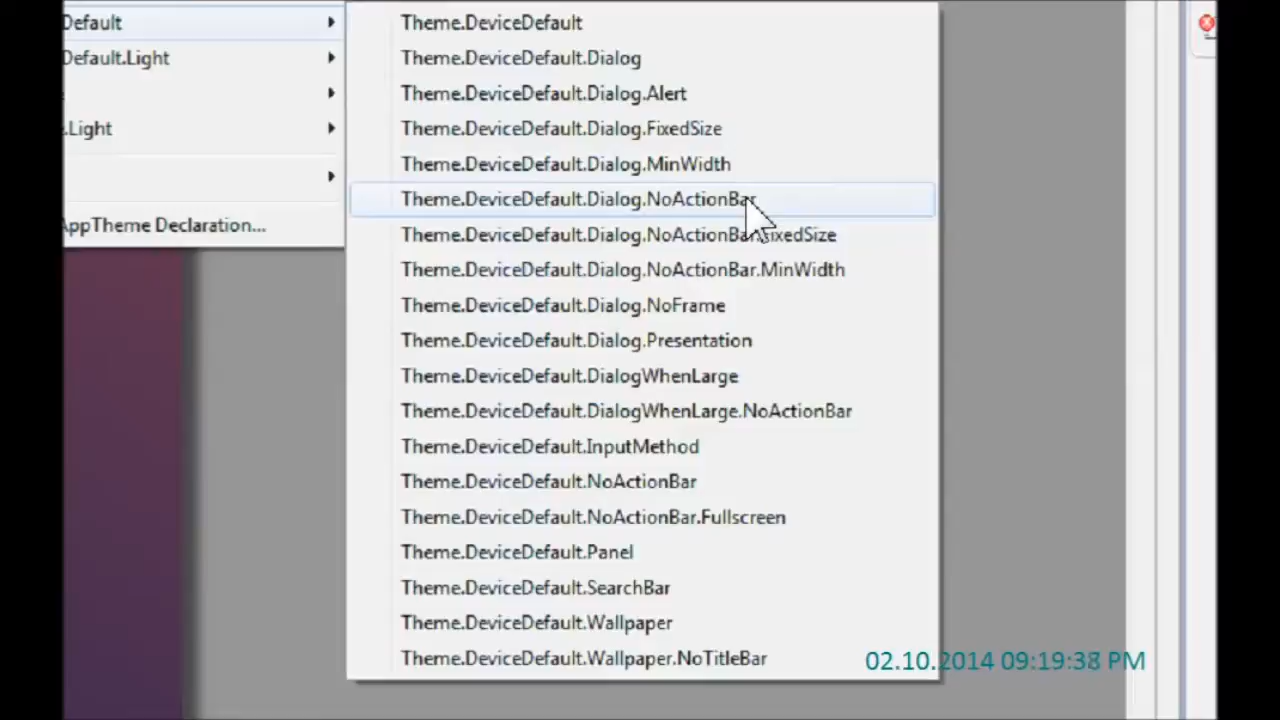 Default
Default.Light
.Light
AppTheme Declaration...
Theme.DeviceDefault
Theme.DeviceDefault.Dialog
Theme.DeviceDefault.Dialog.Alert
Theme.DeviceDefault.Dialog.FixedSize
Theme.DeviceDefault.Dialog.MinWidth
Theme.DeviceDefault.Dialog.NoActionBar
Theme.DeviceDefault.Dialog.NoActionBar.FixedSize
Theme.DeviceDefault.Dialog.NoActionBar.MinWidth
Theme.DeviceDefault.Dialog.NoFrame
Theme.DeviceDefault.Dialog.Presentation
Theme.DeviceDefault.DialogWhenLarge
Theme.DeviceDefault.DialogWhenLarge.NoActionBar
Theme.DeviceDefault.InputMethod
Theme.DeviceDefault.NoActionBar
Theme.DeviceDefault.NoActionBar.Fullscreen
Theme.DeviceDefault.Panel
Theme.DeviceDefault.SearchBar
Theme.DeviceDefault.Wallpaper
Theme.DeviceDefault.Wallpaper.NoTitleBar
02.10.2014 09:19:38 PM